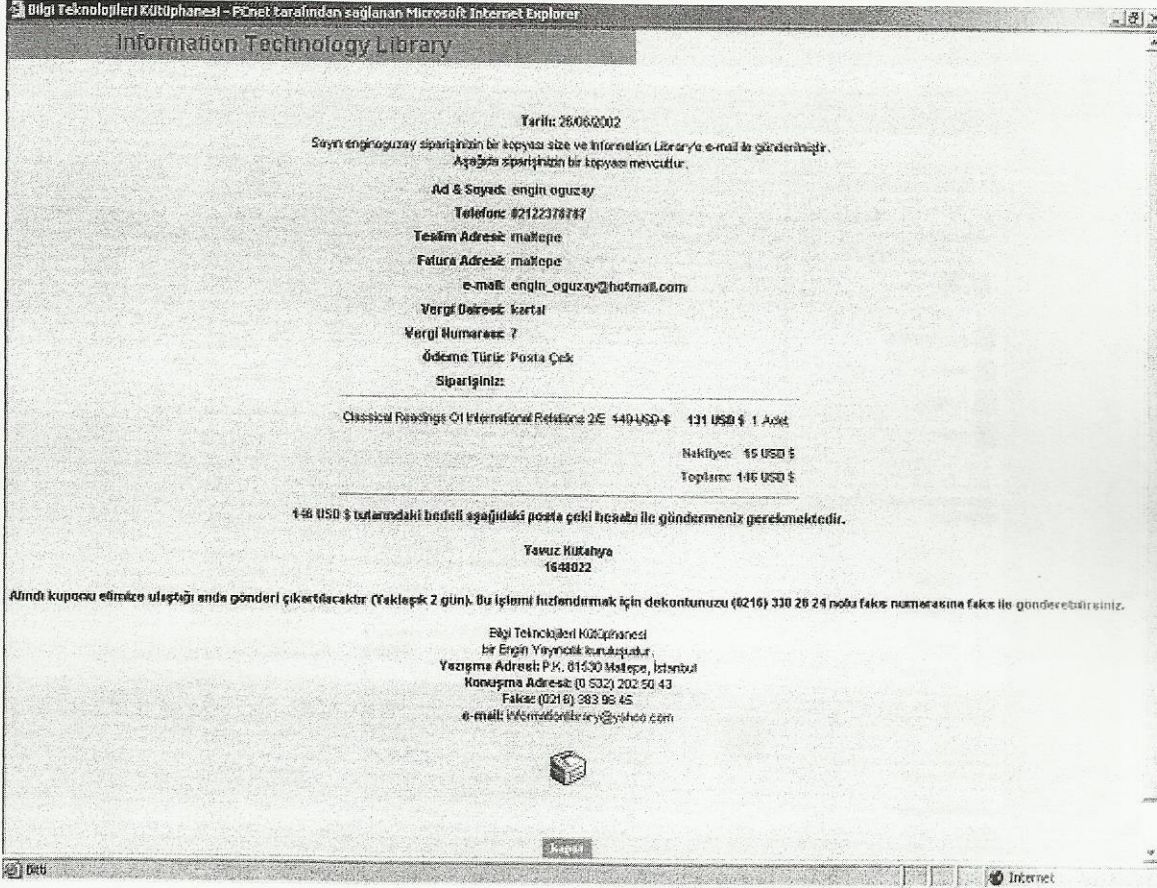 Bilgi Teknolojileri Kütüphanesi - PCnet tarafından sağlanan Microsoft Internet Explorer
Information Technology Library
Tarih: 26/06/2002
Sayın enginoguzay siparişinizin bir kopyası size ve Information Library'e e-mail ile gönderilmiştir.
Aşağıda siparişinizin bir kopyası mevcuttur.
Ad & Soyad: engin oguzay
Telefon: 02122378787
Teslim Adresi: maltepe
Fatura Adresi: maltepe
e-mail: engin_oguzay@hotmail.com
Vergi Dairesi: kartal
Vergi Numarası: ?
Ödeme Türü: Posta Çek
Siparişiniz:
Classical Readings Of International Relations 2/E USD $ 131 USD $ 1 Adet
Nakliye: 15 USD $
Toplam: 146 USD $
146 USD $ tutarındaki bedeli aşağıdaki posta çeki hesabı ile göndermeniz gerekmektedir.
Yavuz Kütahya
1648022
Alındı kuponu elimize ulaştığı anda gönderi çıkartılacaktır (Yaklaşık 2 gün). Bu işlemi hızlandırmak için dekontunuzu (0216) 330 26 24 nolu faks numarasına faks ile gönderebilirsiniz.
Bilgi Teknolojileri Kütüphanesi
bir Engin Yayıncılık kuruluşudur.
Yazışma Adresi: P.K. 81530 Maltepe, İstanbul
Konuşma Adresi: (0 532) 202 50 43
Faks: (0216) 383 96 45
e-mail: informationlibrary@yahoo.com
kapat
Bitti
Internet